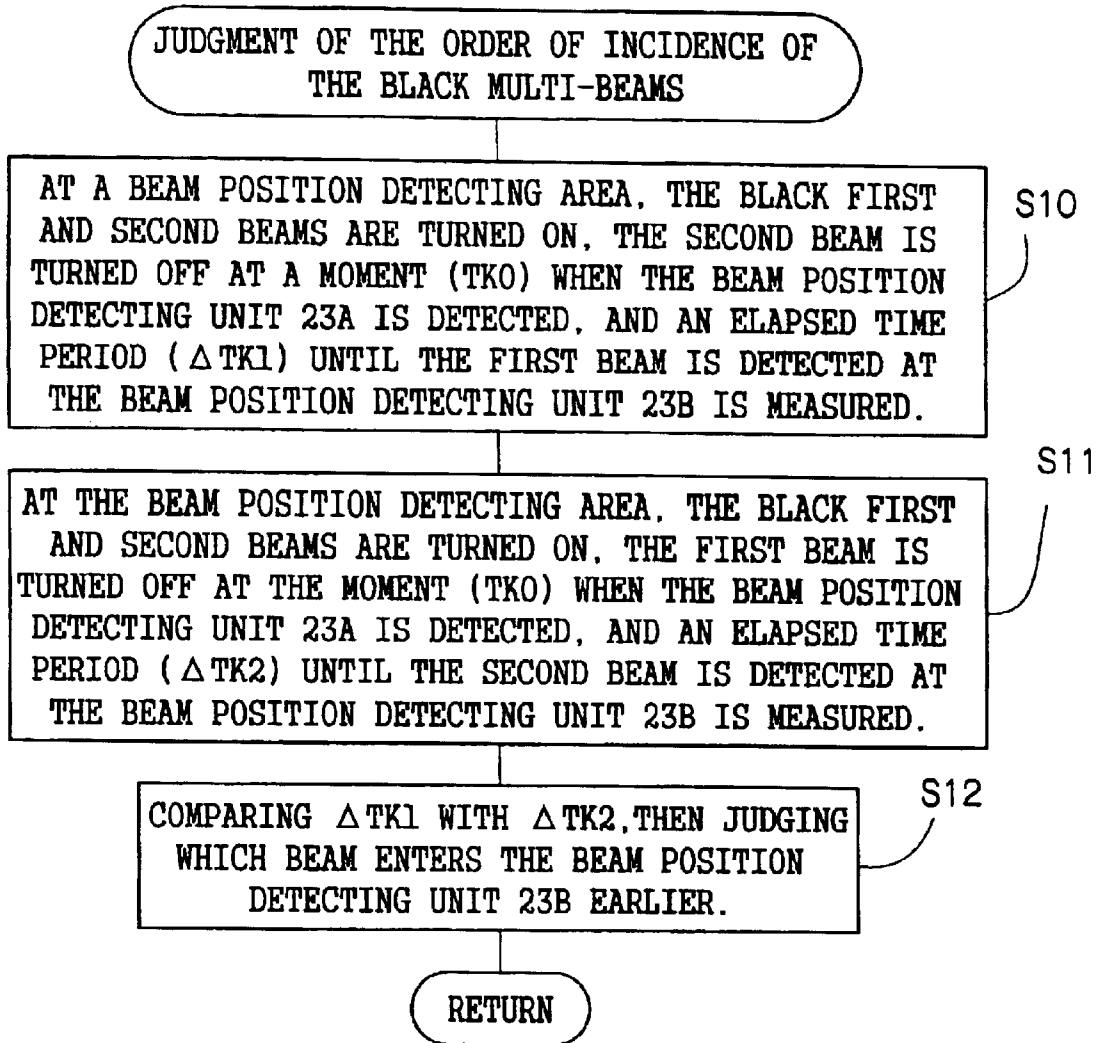 JUDGMENT OF THE ORDER OF INCIDENCE OF
THE BLACK MULTI-BEAMS
AT A BEAM POSITION DETECTING AREA, THE BLACK FIRST
AND SECOND BEAMS ARE TURNED ON, THE SECOND BEAM IS
TURNED OFF AT A MOMENT (TK0) WHEN THE BEAM POSITION
DETECTING UNIT 23A IS DETECTED, AND AN ELAPSED TIME
PERIOD (△TK1) UNTIL THE FIRST BEAM IS DETECTED AT
THE BEAM POSITION DETECTING UNIT 23B IS MEASURED.
S10
AT THE BEAM POSITION DETECTING AREA, THE BLACK FIRST
AND SECOND BEAMS ARE TURNED ON, THE FIRST BEAM IS
TURNED OFF AT THE MOMENT (TK0) WHEN THE BEAM POSITION
DETECTING UNIT 23A IS DETECTED, AND AN ELAPSED TIME
PERIOD (△TK2) UNTIL THE SECOND BEAM IS DETECTED AT
THE BEAM POSITION DETECTING UNIT 23B IS MEASURED.
S11
COMPARING △TK1 WITH △TK2,THEN JUDGING
WHICH BEAM ENTERS THE BEAM POSITION
DETECTING UNIT 23B EARLIER.
S12
RETURN